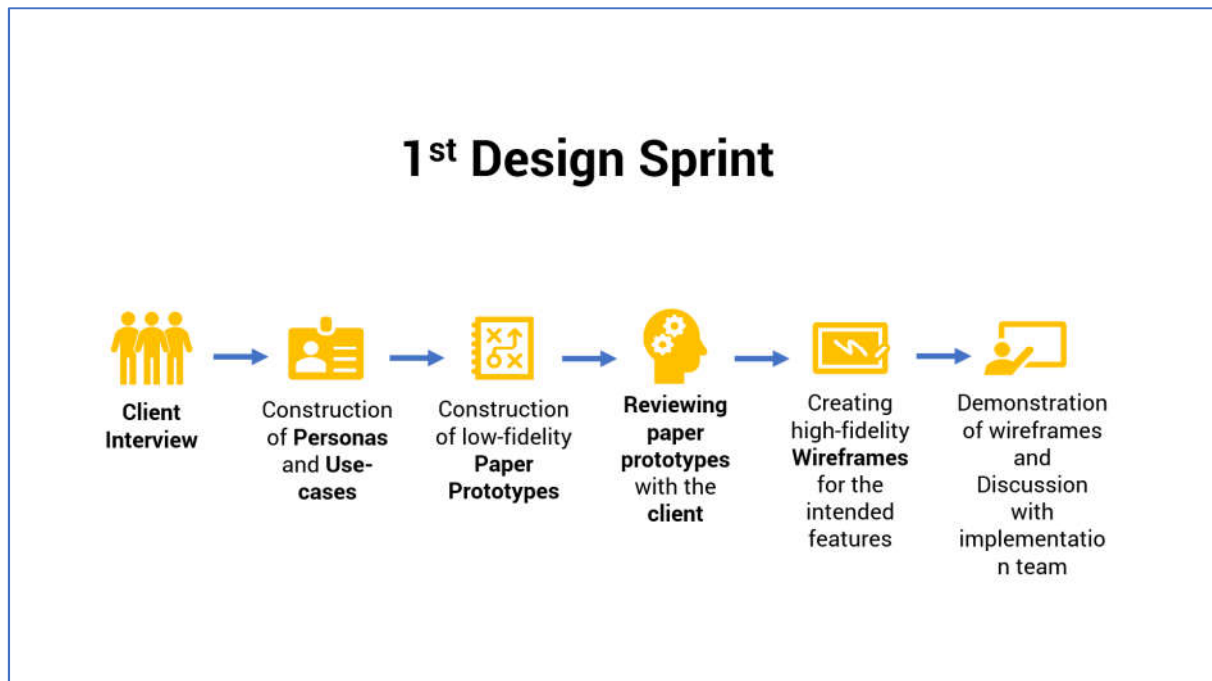 1st Design Sprint
Client
Interview
Construction
of Personas
and Use-
cases
Construction
of low-fidelity
Paper
Prototypes
Reviewing
paper
prototypes
with the
client
Creating
high-fidelity
Wireframes
for the
intended
features
Demonstration
of wireframes
and
Discussion
with
implementatio
n team